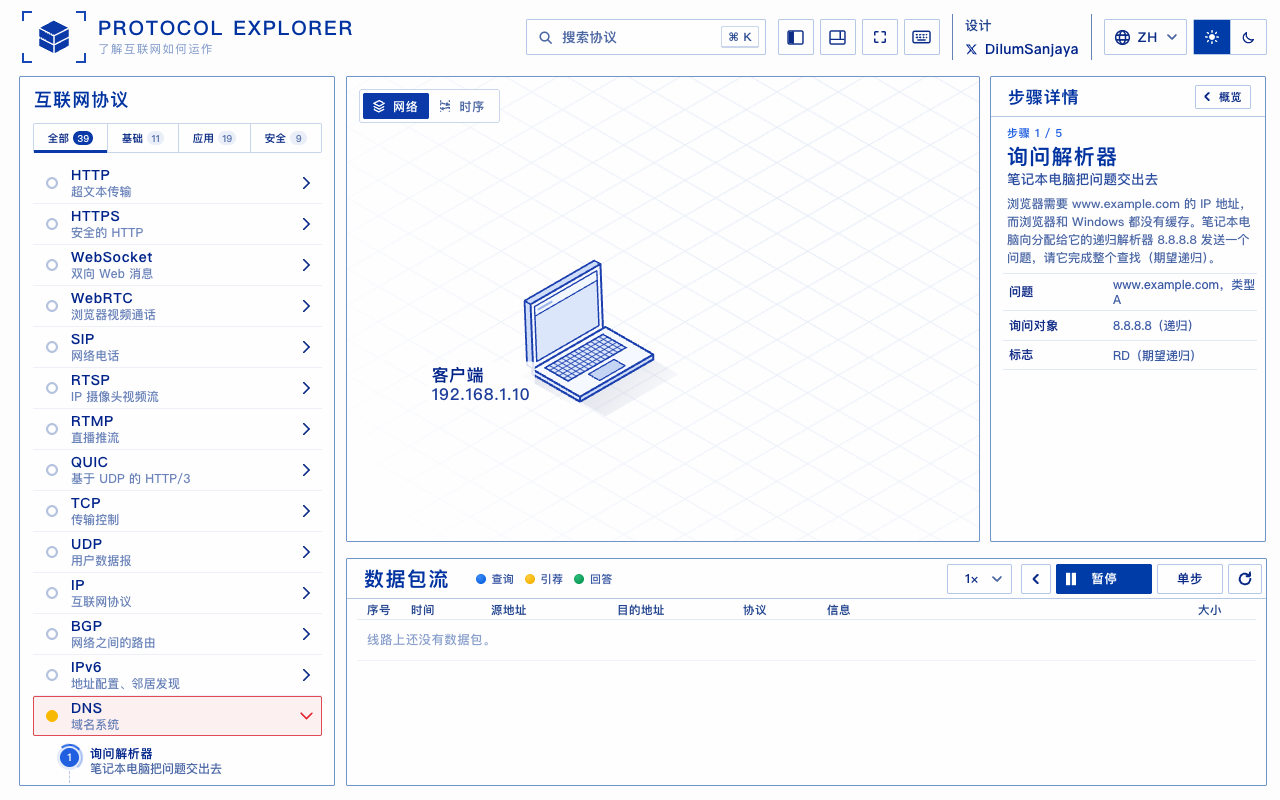 PROTOCOL EXPLORER
了解互联网如何运作
搜索协议
⌘ K
设计
𝕏 DilumSanjaya
ZH
互联网协议
全部 39
基础 11
应用 19
安全 9
HTTP
超文本传输
HTTPS
安全的 HTTP
WebSocket
双向 Web 消息
WebRTC
浏览器视频通话
SIP
网络电话
RTSP
IP 摄像头视频流
RTMP
直播推流
QUIC
基于 UDP 的 HTTP/3
TCP
传输控制
UDP
用户数据报
IP
互联网协议
BGP
网络之间的路由
IPv6
地址配置、邻居发现
DNS
域名系统
1
询问解析器
笔记本电脑把问题交出去
网络
时序
客户端
192.168.1.10
步骤详情
概览
步骤 1 / 5
询问解析器
笔记本电脑把问题交出去
浏览器需要 www.example.com 的 IP 地址，
而浏览器和 Windows 都没有缓存。笔记本电
脑向分配给它的递归解析器 8.8.8.8 发送一个
问题，请它完成整个查找（期望递归）。
问题
www.example.com，类型
A
询问对象
8.8.8.8（递归）
标志
RD（期望递归）
数据包流
查询
引荐
回答
1×
暂停
单步
序号
时间
源地址
目的地址
协议
信息
大小
线路上还没有数据包。